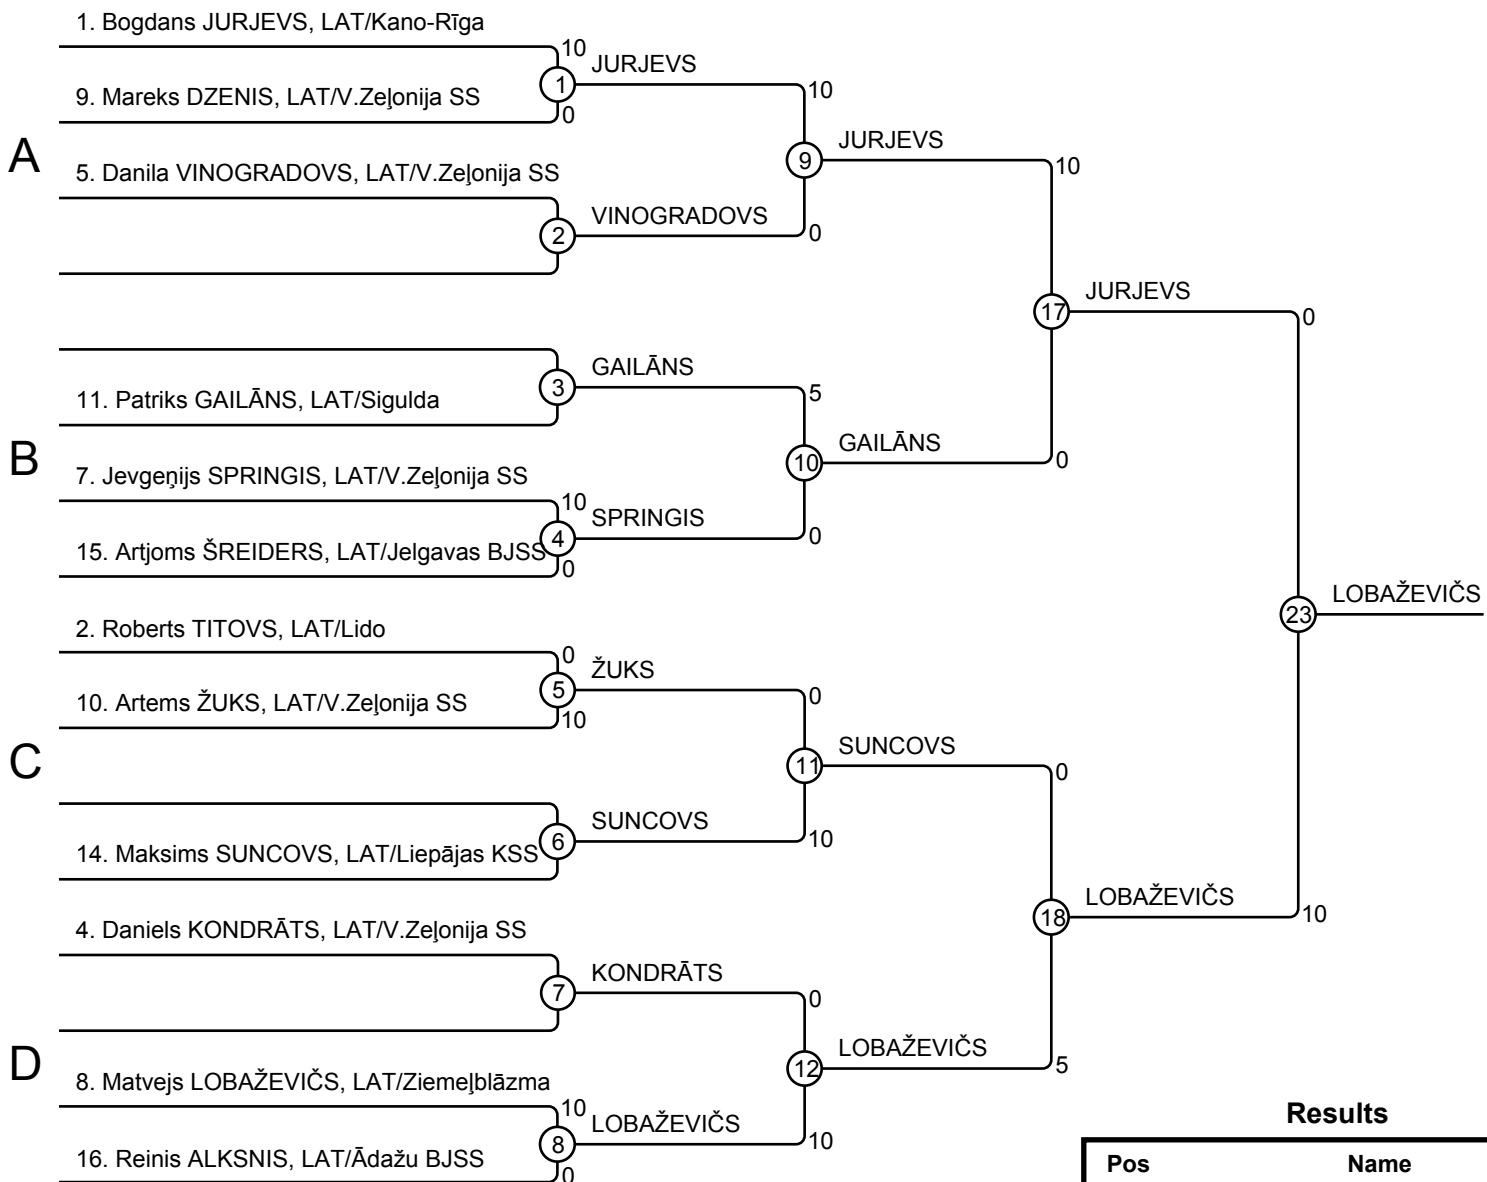 1. Bogdans JURJEVS, LAT/Kano-Rīga
10
JURJEVS
1
10
9. Mareks DZENIS, LAT/V.Zeļonija SS
0
A
JURJEVS
9
10
5. Danila VINOGRADOVS, LAT/V.Zeļonija SS
VINOGRADOVS
2
0
JURJEVS
17
0
GAILĀNS
3
5
11. Patriks GAILĀNS, LAT/Sigulda
B
GAILĀNS
10
0
7. Jevgeņijs SPRINGIS, LAT/V.Zeļonija SS
10
SPRINGIS
4
0
15. Artjoms ŠREIDERS, LAT/Jelgavas BJSS
0
LOBAŽEVIČS
23
2. Roberts TITOVS, LAT/Lido
0
ŽUKS
5
0
10. Artems ŽUKS, LAT/V.Zeļonija SS
10
C
SUNCOVS
11
0
SUNCOVS
6
10
14. Maksims SUNCOVS, LAT/Liepājas KSS
LOBAŽEVIČS
18
10
4. Daniels KONDRĀTS, LAT/V.Zeļonija SS
KONDRĀTS
7
0
D
LOBAŽEVIČS
12
5
8. Matvejs LOBAŽEVIČS, LAT/Ziemeļblāzma
10
LOBAŽEVIČS
8
10
16. Reinis ALKSNIS, LAT/Ādažu BJSS
0
Results
Pos Name